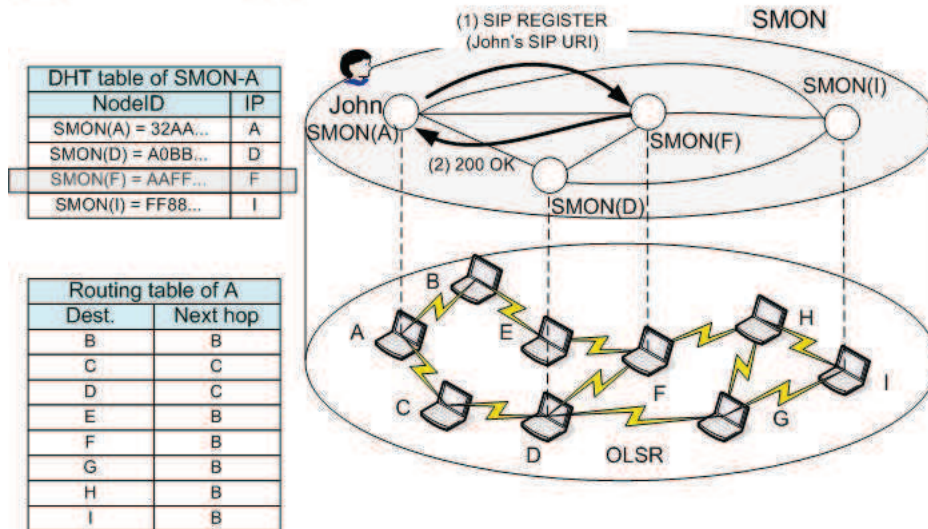 (1) SIP REGISTER
(John's SIP URI)
SMON
DHT table of SMON-A
NodeID IP
SMON(A) = 32AA... A
SMON(D) = A0BB... D
SMON(F) = AAFF... F
SMON(I) = FF88... I
John
SMON(A)
SMON(I)
SMON(F)
(2) 200 OK
SMON(D)
Routing table of A
Dest. Next hop
B B
C C
D C
E B
F B
G B
H B
I B
B
A
E
H
F
I
C
G
D
OLSR